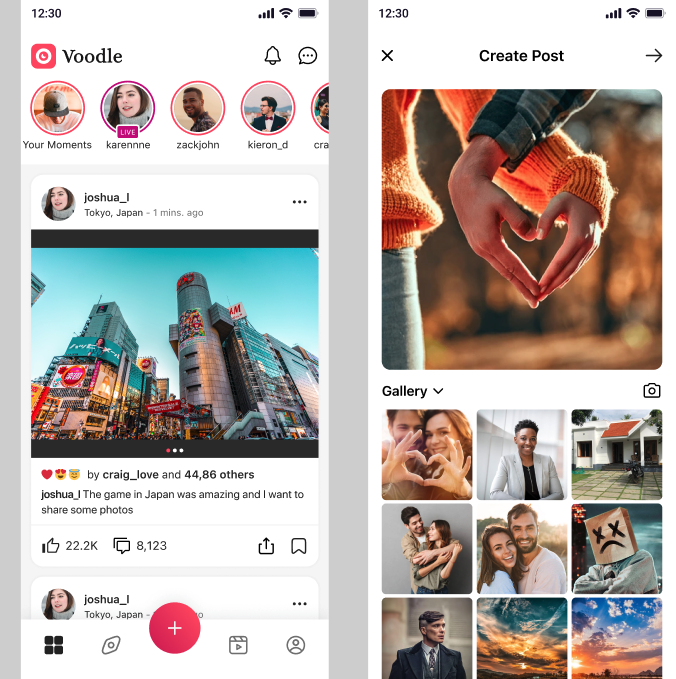 12:30
Voodle
LIVE
Your Moments karennne zackjohn kieron_d cra
joshua_l
Tokyo, Japan - 1 mins. ago
H&M
by craig_love and 44,86 others
joshua_l The game in Japan was amazing and I want to
share some photos
22.2K 8,123
joshua_l
Tokyo, Japan -
12:30
Create Post
Gallery